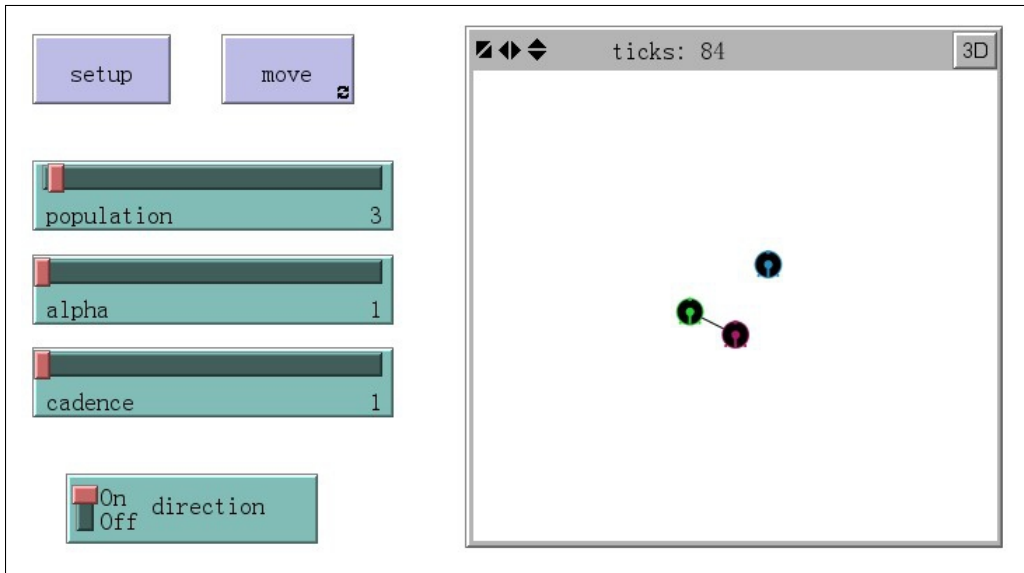 setup
move
ticks: 84
3D
population 3
alpha 1
cadence 1
On
Off
direction